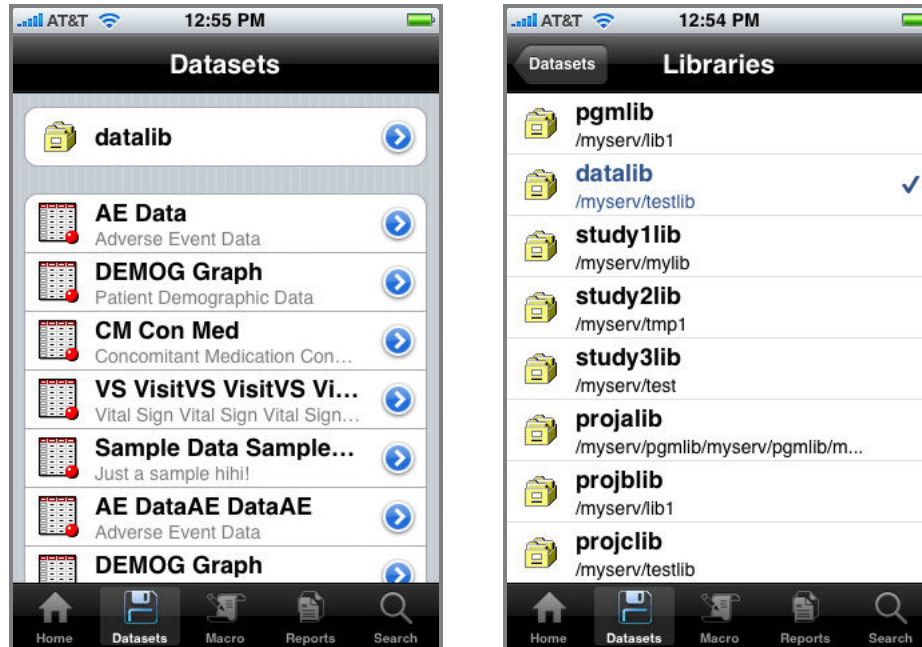 AT&T 12:55 PM
Datasets
datalib
AE Data
Adverse Event Data
DEMOG Graph
Patient Demographic Data
CM Con Med
Concomitant Medication Con...
VS VisitVS VisitVS Vi...
Vital Sign Vital Sign Vital Sign...
Sample Data Sample...
Just a sample hihi!
AE DataAE DataAE
Adverse Event Data
DEMOG Graph
Home Datasets Macro Reports Search
AT&T 12:54 PM
Datasets Libraries
pgmlib
/myserv/lib1
datalib
/myserv/testlib
study1lib
/myserv/mylib
study2lib
/myserv/tmp1
study3lib
/myserv/test
projalib
/myserv/pgmlib/myserv/pgmlib/m...
projblib
/myserv/lib1
projclib
/myserv/testlib
Home Datasets Macro Reports Search